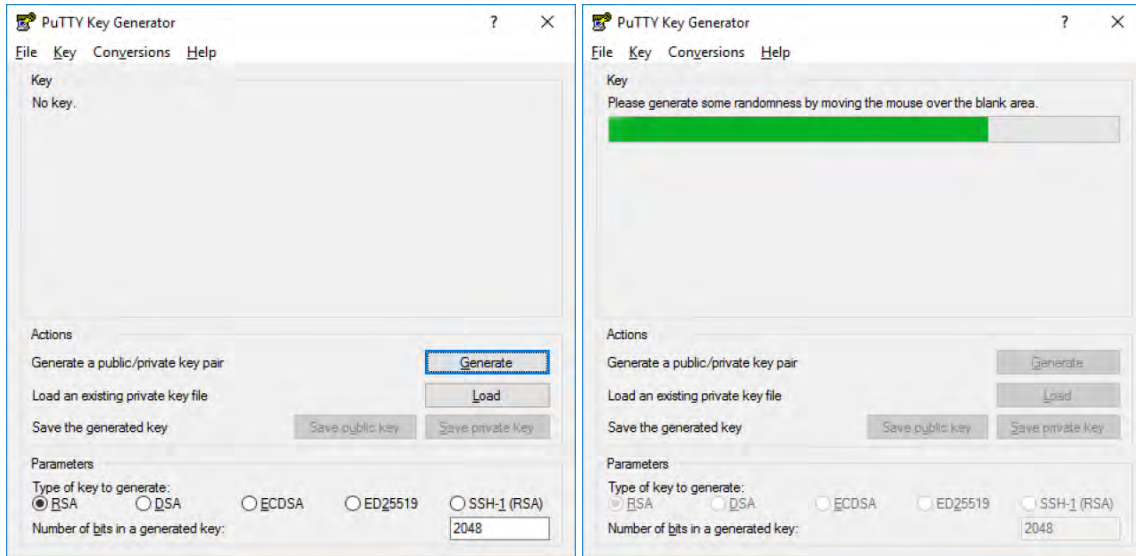 PuTTY Key Generator ? ×
File Key Conversions Help
Key
No key.
Actions
Generate a public/private key pair Generate
Load an existing private key file Load
Save the generated key Save public key Save private key
Parameters
Type of key to generate:
RSA DSA ECDSA ED25519 SSH-1 (RSA)
Number of bits in a generated key: 2048
PuTTY Key Generator ? ×
File Key Conversions Help
Key
Please generate some randomness by moving the mouse over the blank area.
Actions
Generate a public/private key pair Generate
Load an existing private key file Load
Save the generated key Save public key Save private key
Parameters
Type of key to generate:
RSA DSA ECDSA ED25519 SSH-1 (RSA)
Number of bits in a generated key: 2048